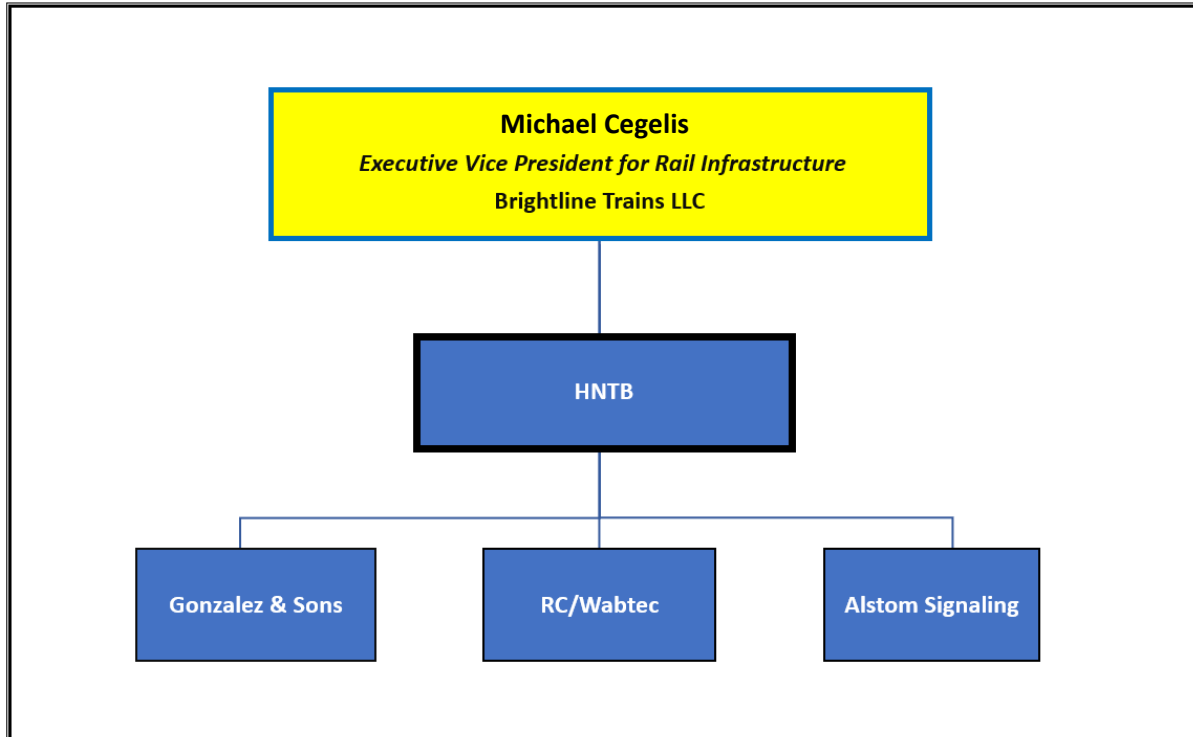 Michael Cegelis
Executive Vice President for Rail Infrastructure
Brightline Trains LLC
HNTB
Gonzalez & Sons
RC/Wabtec
Alstom Signaling